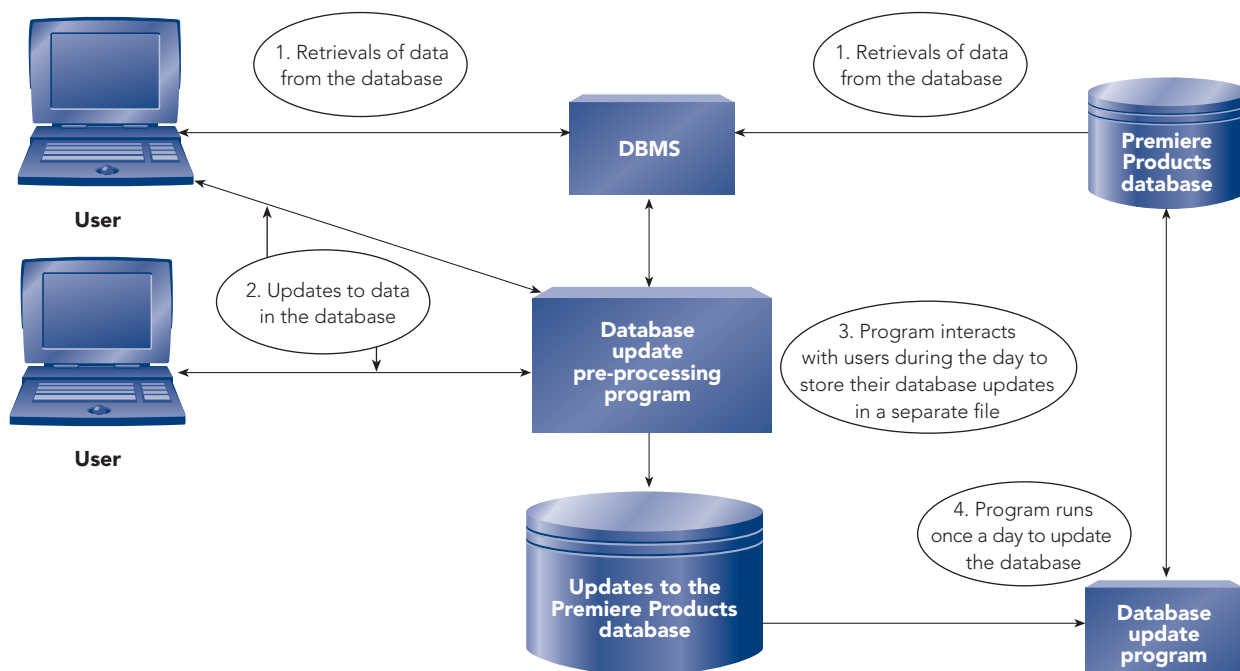 1. Retrievals of data
from the database
1. Retrievals of data
from the database
DBMS
Premiere
Products
database
User
2. Updates to data
in the database
Database
update
pre-processing
program
3. Program interacts
with users during the day to
store their database updates
in a separate file
User
4. Program runs
once a day to update
the database
Updates to the
Premiere Products
database
Database
update
program